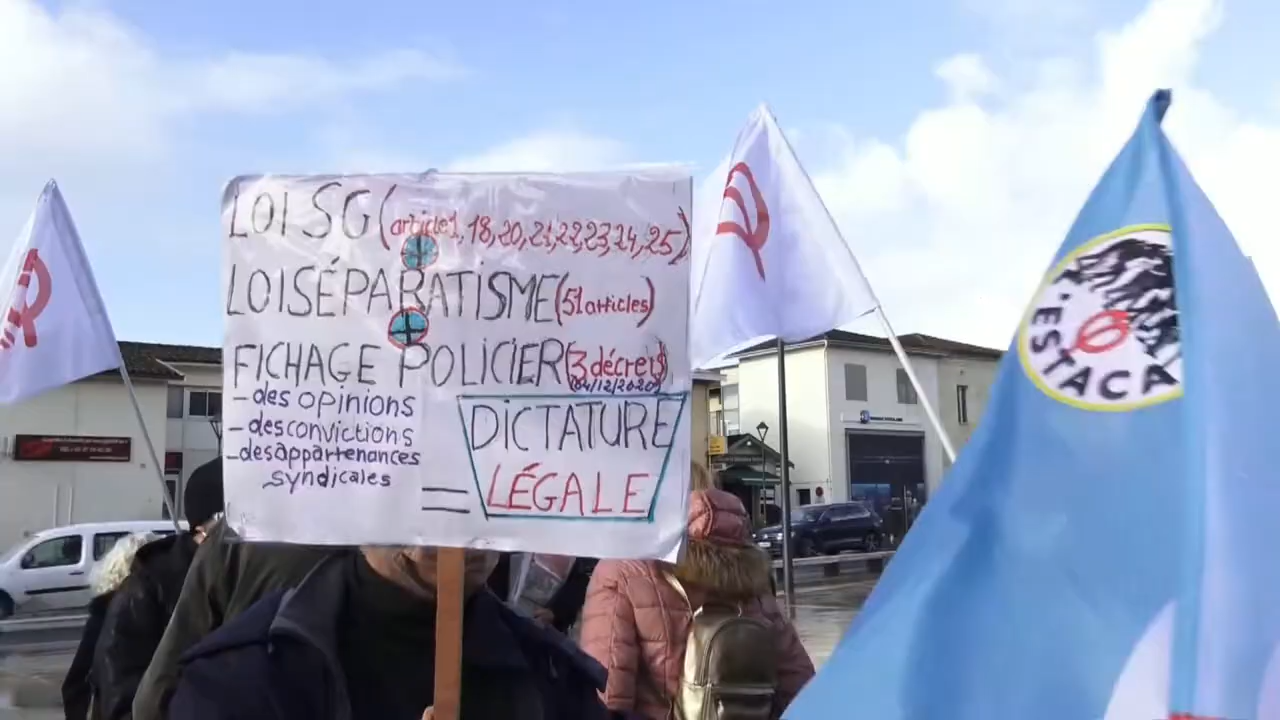 LOI SG (article 1, 18, 20, 21, 22, 23, 24, 25)
+
LOI SÉPARATISME (51 articles)
+
FICHAGE POLICIER (3 décrets)
(04/12/2020)
- des opinions
- des convictions
- des appartenances
syndicales
= DICTATURE
LÉGALE
L'ESTACA